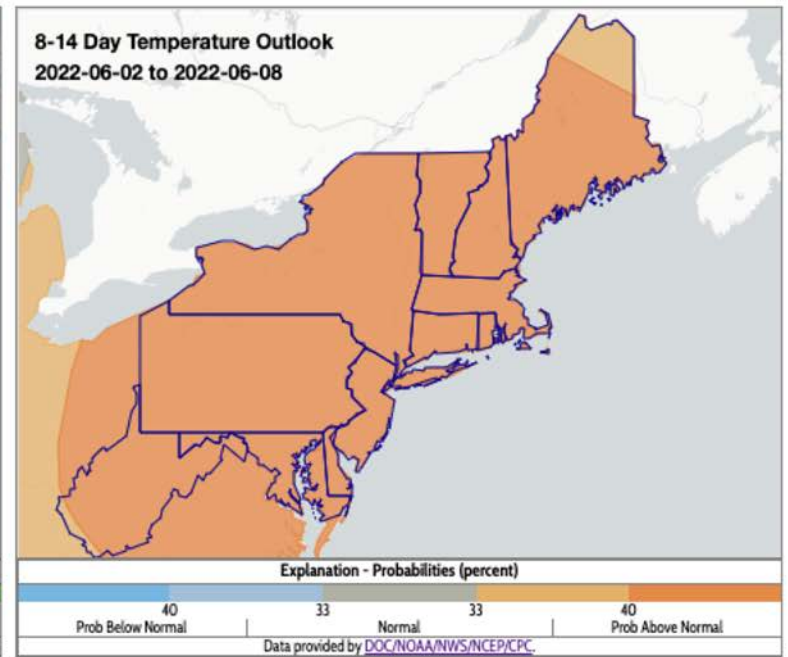 8-14 Day Temperature Outlook
2022-06-02 to 2022-06-08
Explanation - Probabilities (percent)
40 33 33 40
Prob Below Normal Normal Prob Above Normal
Data provided by DOC/NOAA/NWS/NCEP/CPC.